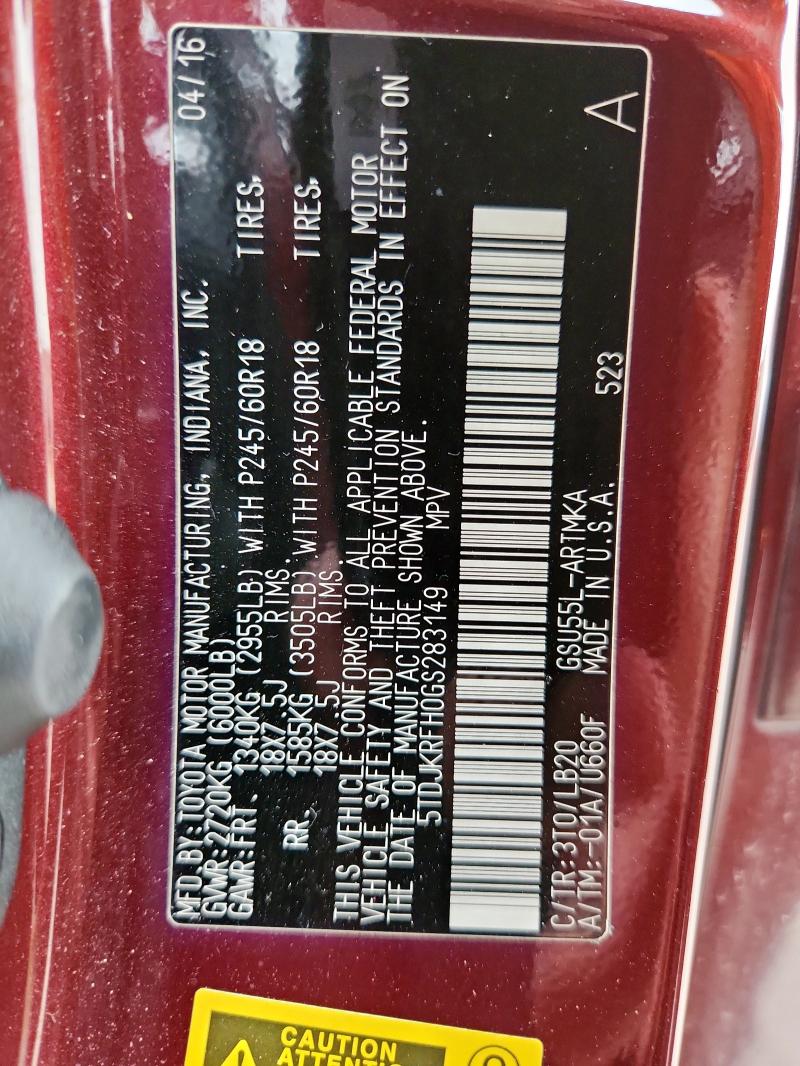 MFD.BY:TOYOTA MOTOR MANUFACTURING, INDIANA, INC. 04/16
GVWR:2720KG (6000LB)
GAWR:FRT. 1340KG (2955LB) WITH P245/60R18 TIRES,
18X7.5J RIMS.
RR. 1585KG (3505LB) WITH P245/60R18 TIRES,
18X7.5J RIMS.
THIS VEHICLE CONFORMS TO ALL APPLICABLE FEDERAL MOTOR
VEHICLE SAFETY AND THEFT PREVENTION STANDARDS IN EFFECT ON
THE DATE OF MANUFACTURE SHOWN ABOVE.
5TDJKRFH0GS283149 MPV
C/TR:3T0/LB20 GSU55L-ARTMKA
A/TM:-01A/U660F MADE IN U.S.A. 523 A
CAUTION